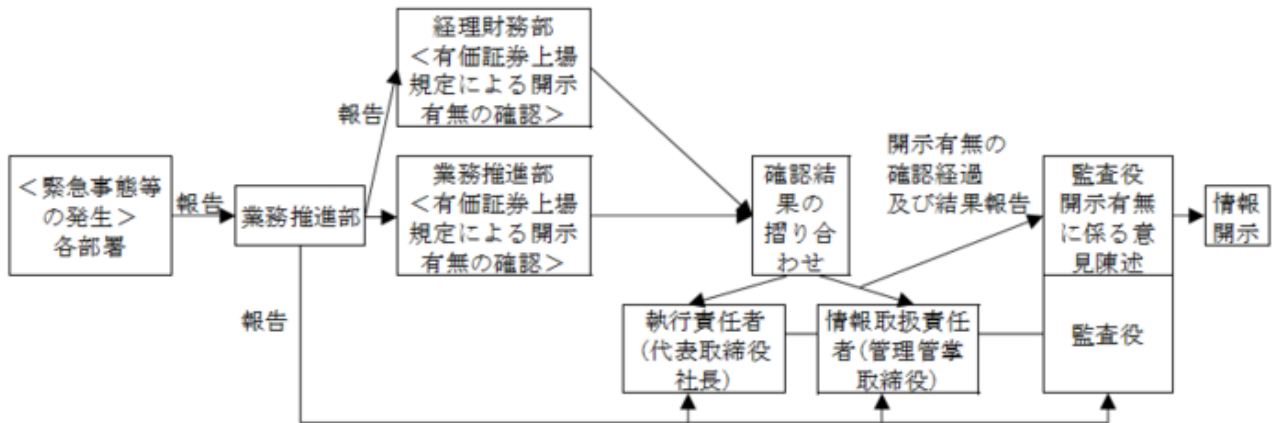 経理財務部
＜有価証券上場
規定による開示
有無の確認＞
報告
＜緊急事態等
の発生＞
各部署
報告
業務推進部
業務推進部
＜有価証券上場
規定による開示
有無の確認＞
確認結
果の
摺り合
わせ
開示有無の
確認経過
及び結果報告
監査役
開示有無
に係る意
見陳述
情報
開示
報告
執行責任者
(代表取締役
社長)
情報取扱責任
者(管理管掌
取締役)
監査役